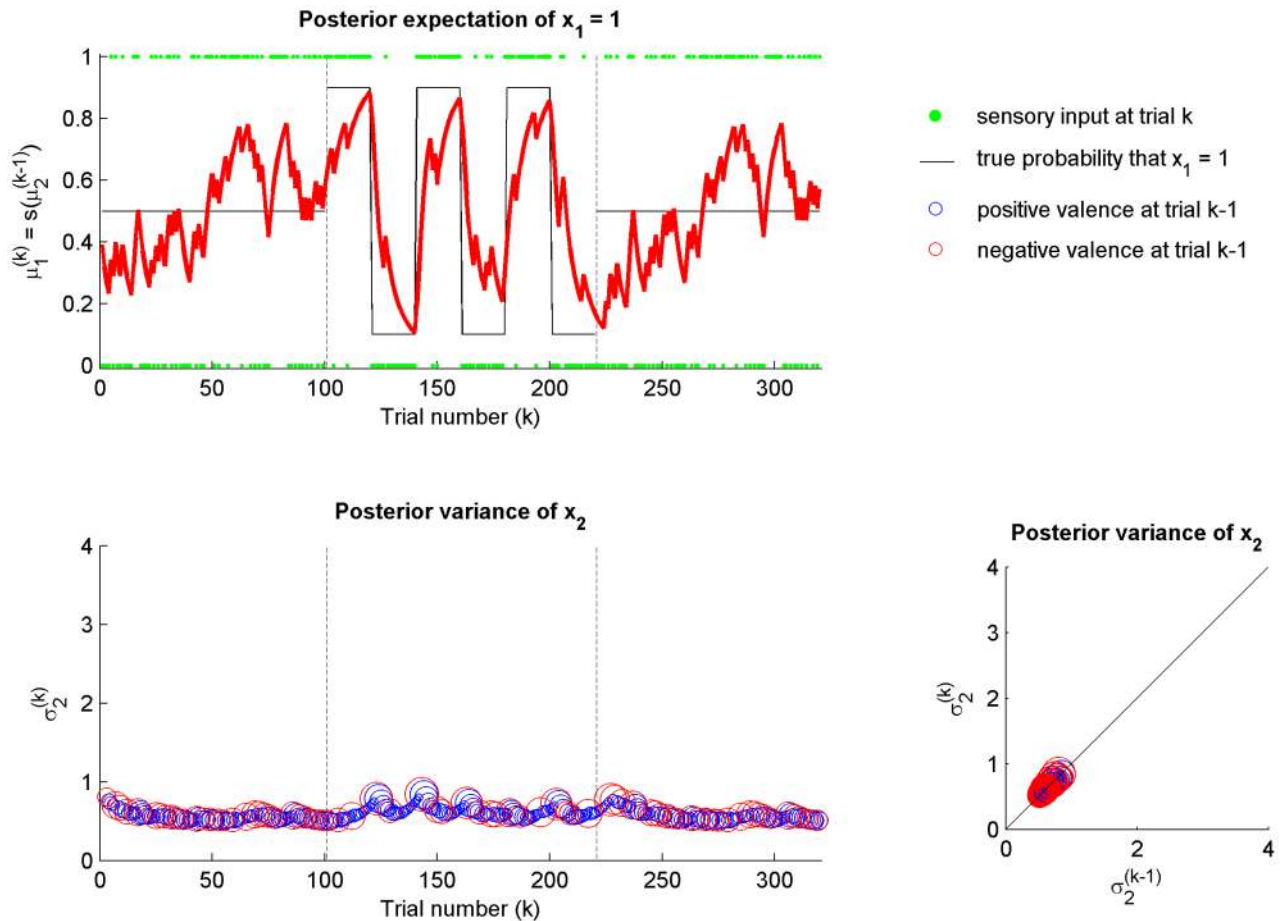 Posterior expectation of x₁ = 1
μ₁⁽ᵏ⁾ = s(μ₂⁽ᵏ⁻¹⁾)
1
0.8
0.6
0.4
0.2
0
0 50 100 150 200 250 300
Trial number (k)
sensory input at trial k
true probability that x₁ = 1
positive valence at trial k-1
negative valence at trial k-1
Posterior variance of x₂
σ₂⁽ᵏ⁾
4
3
2
1
0
0 50 100 150 200 250 300
Trial number (k)
Posterior variance of x₂
σ₂⁽ᵏ⁾
4
3
2
1
0
0 2 4
σ₂⁽ᵏ⁻¹⁾